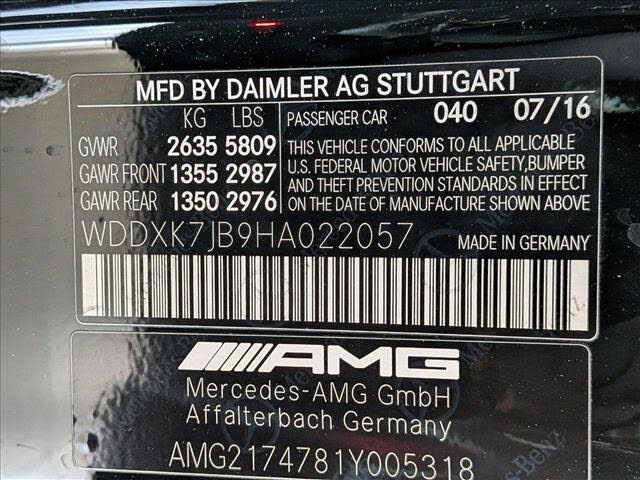 MFD BY DAIMLER AG STUTTGART
KG LBS PASSENGER CAR 040 07/16
GVWR 2635 5809 THIS VEHICLE CONFORMS TO ALL APPLICABLE
GAWR FRONT 1355 2987 U.S. FEDERAL MOTOR VEHICLE SAFETY,BUMPER
GAWR REAR 1350 2976 AND THEFT PREVENTION STANDARDS IN EFFECT
ON THE DATE OF MANUFACTURE SHOWN ABOVE.
WDDXK7JB9HA022057 MADE IN GERMANY
AMG
Mercedes-AMG GmbH
Affalterbach Germany
AMG2174781Y005318
Mercedes-Benz